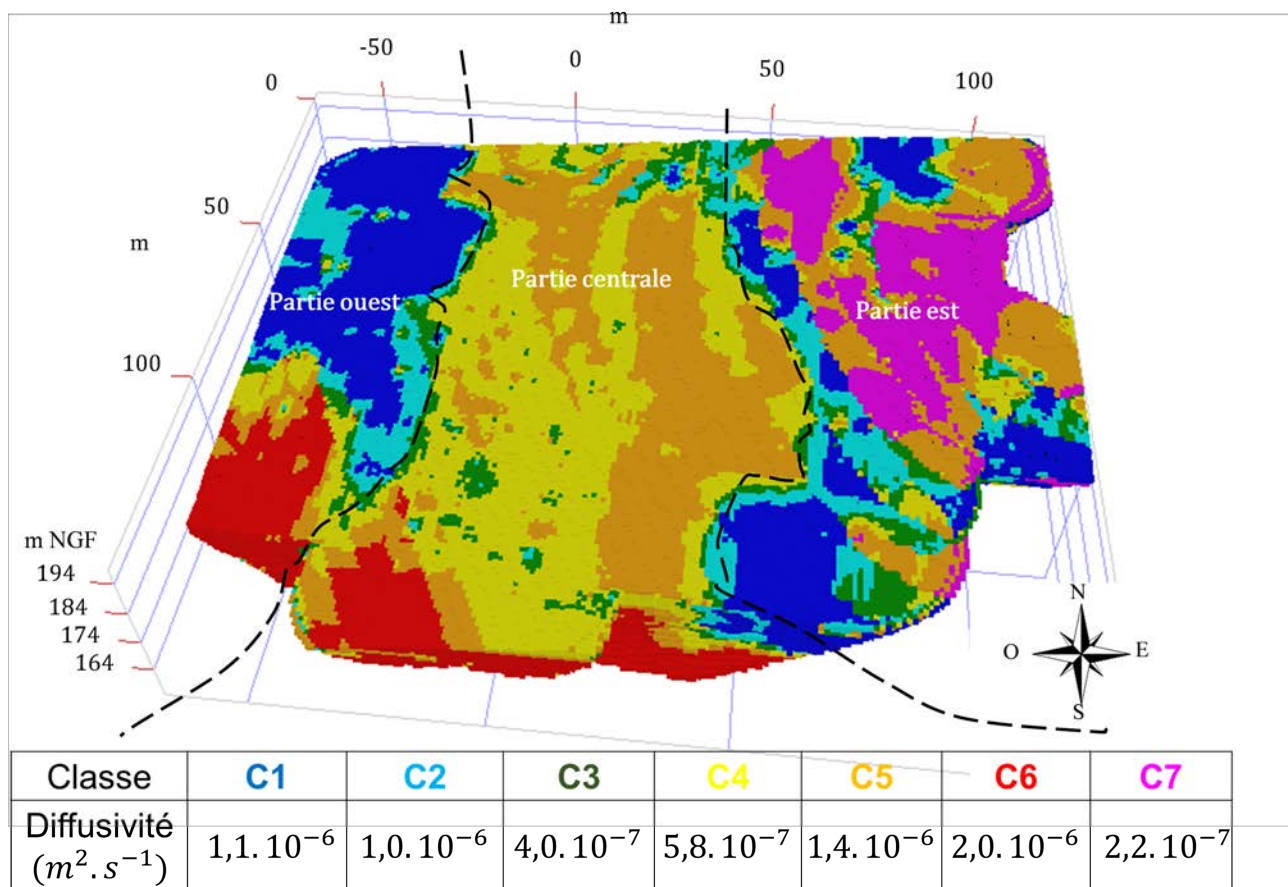 m
-50
0
50
100
0
50
m
100
Partie ouest
Partie centrale
Partie est
m NGF
194
184
174
164
N
O
E
S
Classe C1 C2 C3 C4 C5 C6 C7
Diffusivité
(m².s⁻¹) 1,1.10⁻⁶ 1,0.10⁻⁶ 4,0.10⁻⁷ 5,8.10⁻⁷ 1,4.10⁻⁶ 2,0.10⁻⁶ 2,2.10⁻⁷